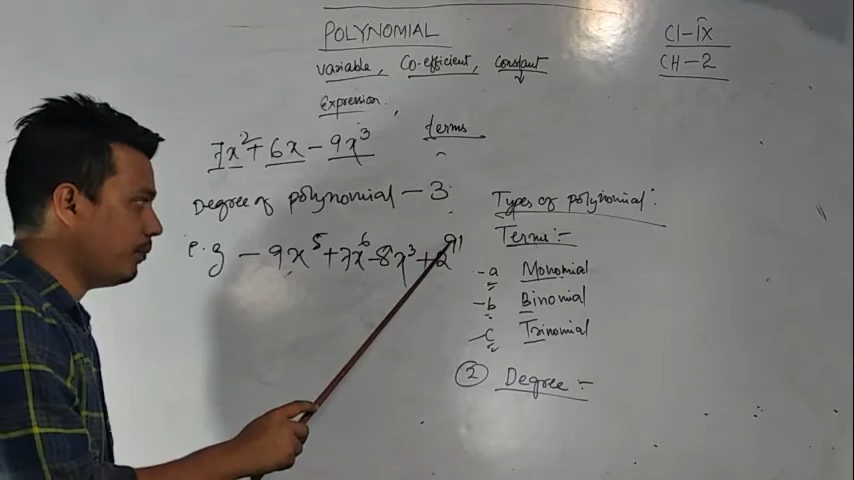 POLYNOMIAL
Cl-IX
CH-2
Variable, Co-efficient, Constant
Expression,
7x²+6x-9x³ terms
Degree of polynomial - 3
Types of polynomial:
Terms:-
e.g - 9x⁵+7x⁶-8x³+2⁹¹
-a Monomial
-b Binomial
-c Trinomial
② Degree:-